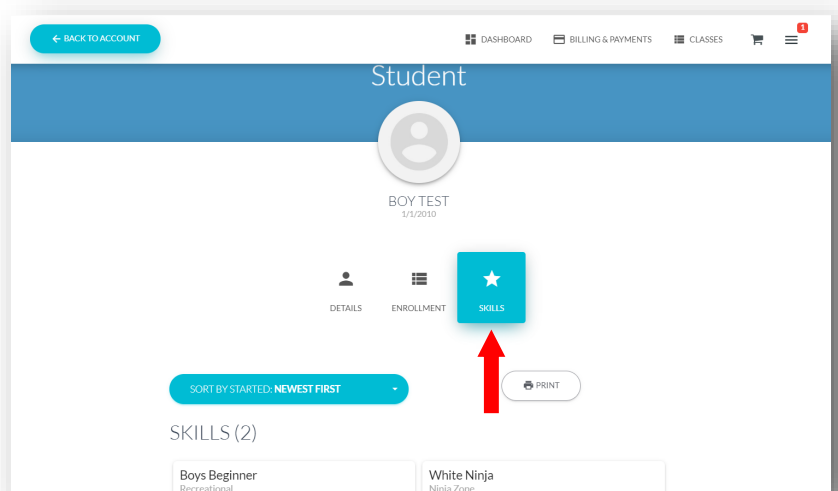 ← BACK TO ACCOUNT
DASHBOARD
BILLING & PAYMENTS
CLASSES
1
Student
BOY TEST
1/1/2010
DETAILS
ENROLLMENT
SKILLS
SORT BY STARTED: NEWEST FIRST
PRINT
SKILLS (2)
Boys Beginner
Recreational
White Ninja
Ninja Zone